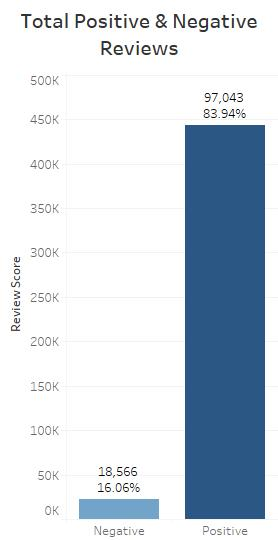 Total Positive & Negative
Reviews
500K
450K
400K
350K
300K
250K
200K
150K
100K
50K
0K
Review Score
97,043
83.94%
18,566
16.06%
Negative
Positive